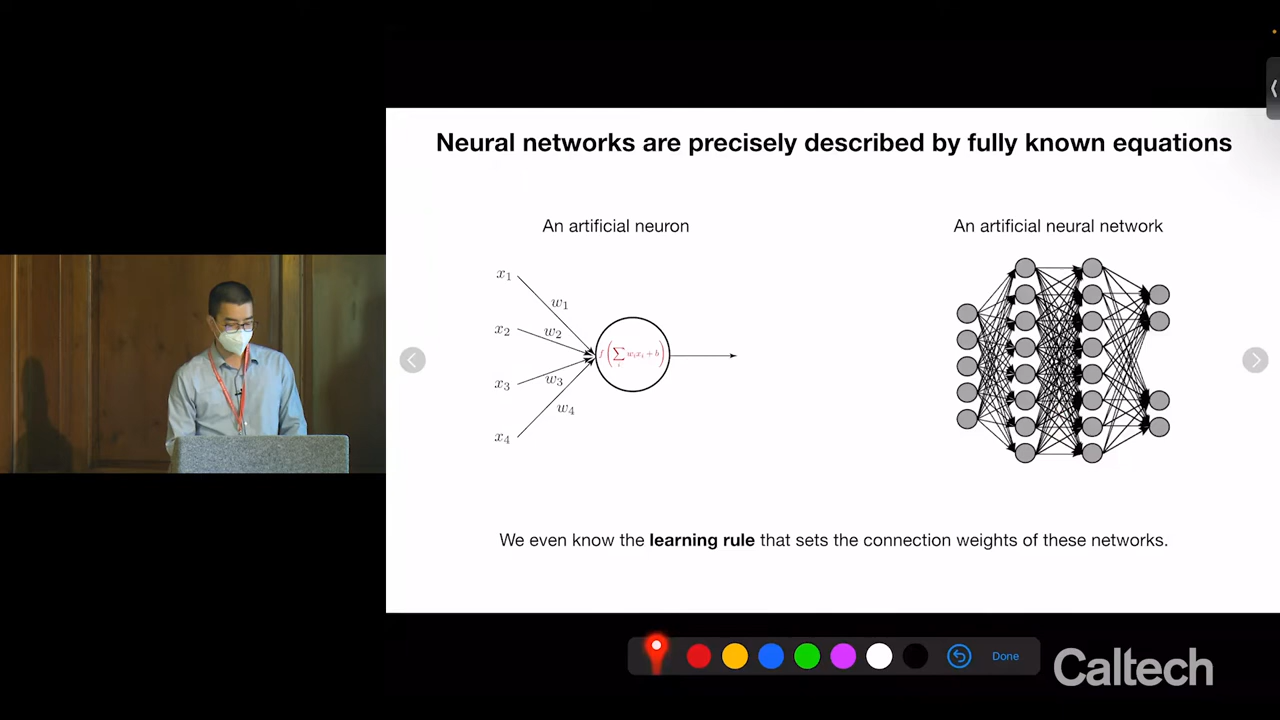 Neural networks are precisely described by fully known equations
An artificial neuron
An artificial neural network
x₁
w₁
x₂
w₂
f(∑ᵢ wᵢxᵢ + b)
x₃
w₃
w₄
x₄
We even know the learning rule that sets the connection weights of these networks.
Done
Caltech